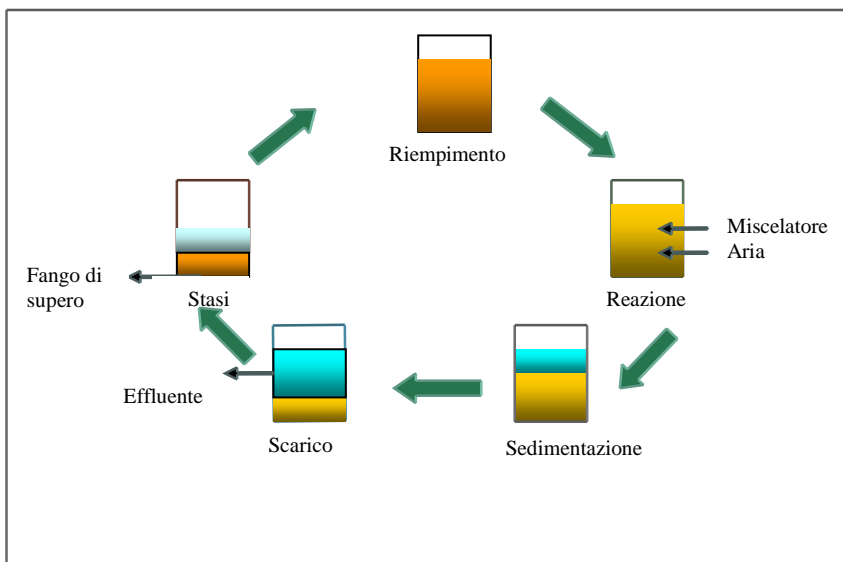 Riempimento
Miscelatore
Aria
Reazione
Sedimentazione
Scarico
Effluente
Stasi
Fango di
supero